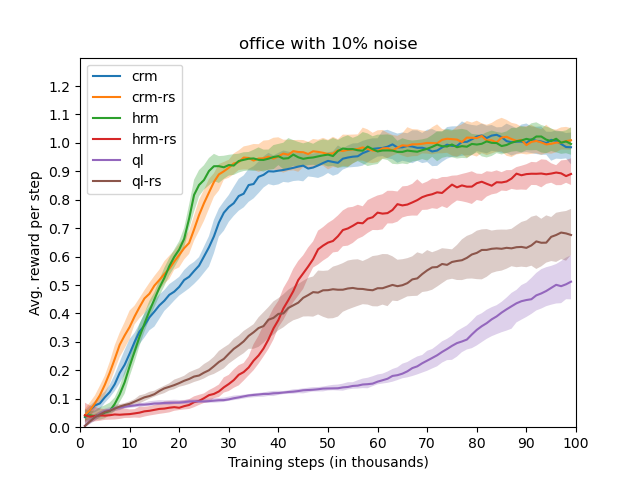 office with 10% noise
Avg. reward per step
1.2
1.1
1.0
0.9
0.8
0.7
0.6
0.5
0.4
0.3
0.2
0.1
0.0
crm
crm-rs
hrm
hrm-rs
ql
ql-rs
0 10 20 30 40 50 60 70 80 90 100
Training steps (in thousands)